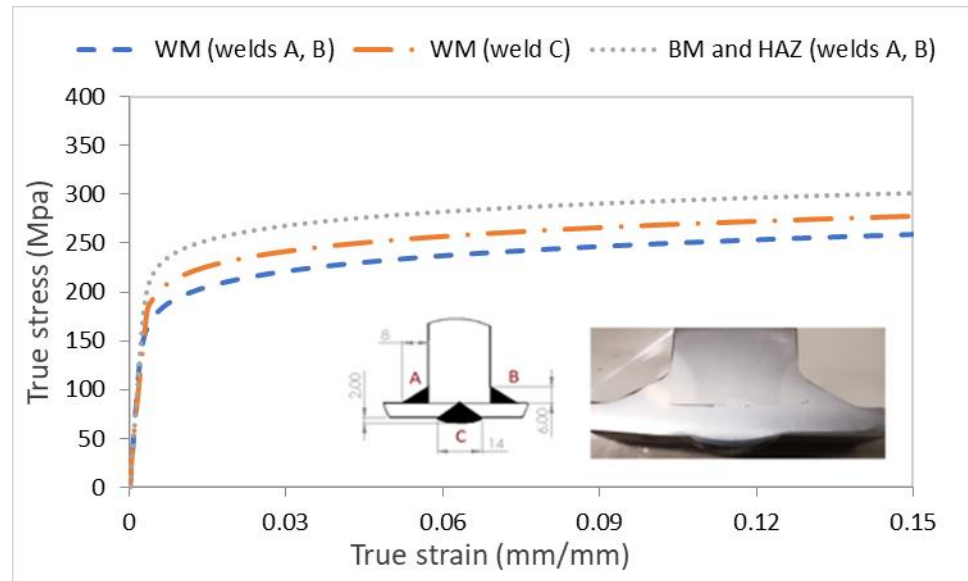 WM (welds A, B) WM (weld C) BM and HAZ (welds A, B)
400
350
300
250
200
150
100
50
0
True stress (Mpa)
8
A
B
2.00
6.00
C
14
0 0.03 0.06 0.09 0.12 0.15
True strain (mm/mm)